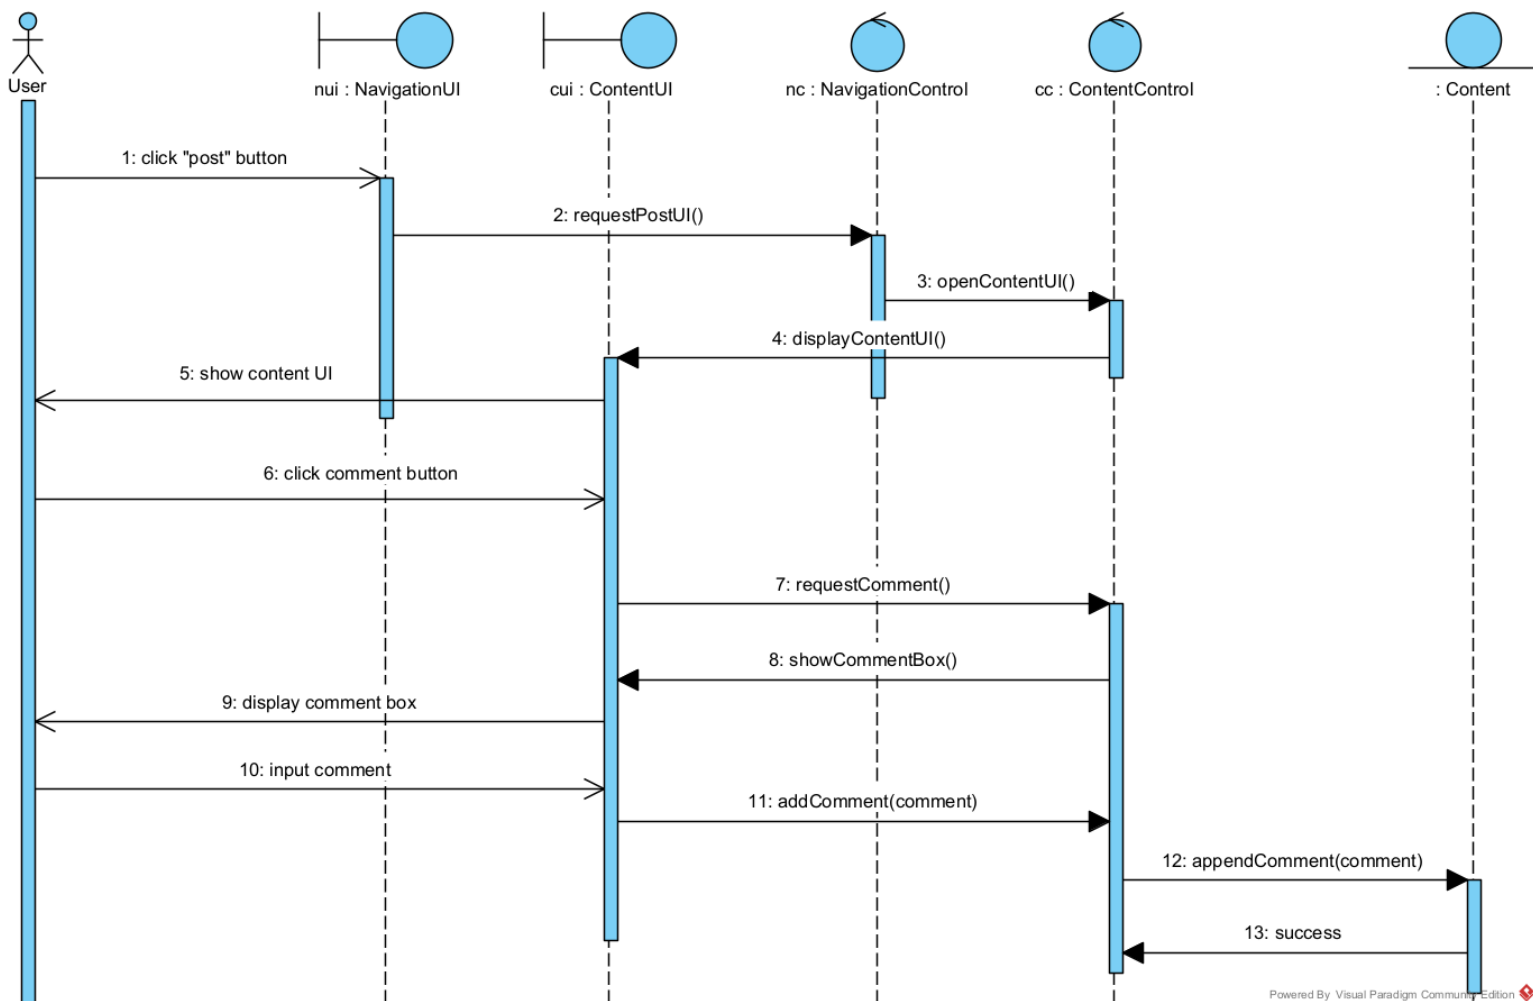 User
nui : NavigationUI
cui : ContentUI
nc : NavigationControl
cc : ContentControl
: Content
1: click "post" button
2: requestPostUI()
3: openContentUI()
4: displayContentUI()
5: show content UI
6: click comment button
7: requestComment()
8: showCommentBox()
9: display comment box
10: input comment
11: addComment(comment)
12: appendComment(comment)
13: success
Powered By Visual Paradigm Community Edition